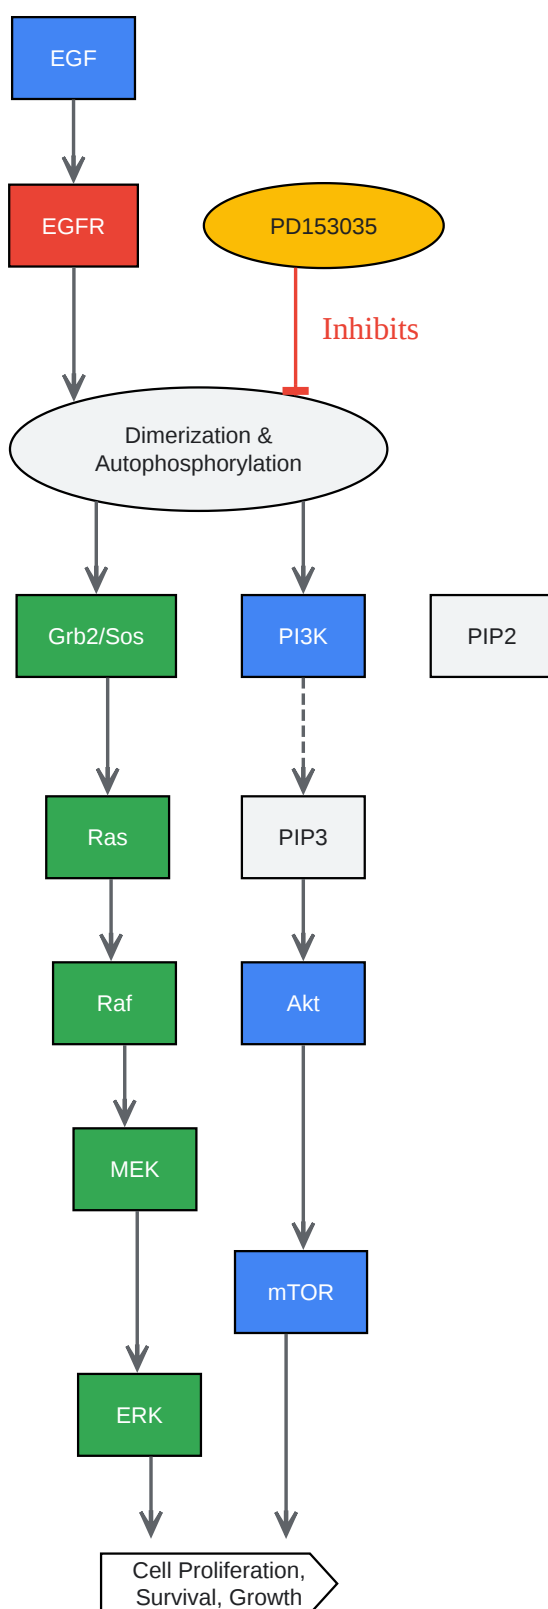 EGF
EGFR
PD153035
Inhibits
Dimerization &
Autophosphorylation
Grb2/Sos
PI3K
PIP2
Ras
PIP3
Raf
Akt
MEK
mTOR
ERK
Cell Proliferation,
Survival, Growth